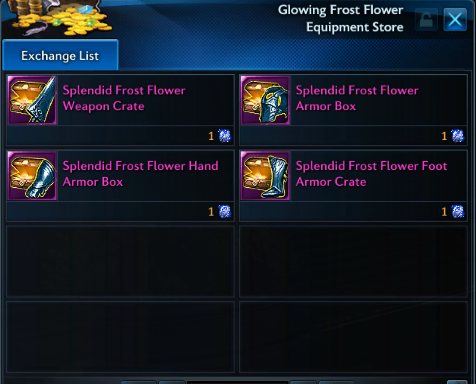 Glowing Frost Flower
Equipment Store
Exchange List
Splendid Frost Flower
Weapon Crate
1
Splendid Frost Flower
Armor Box
1
Splendid Frost Flower Hand
Armor Box
1
Splendid Frost Flower Foot
Armor Crate
1